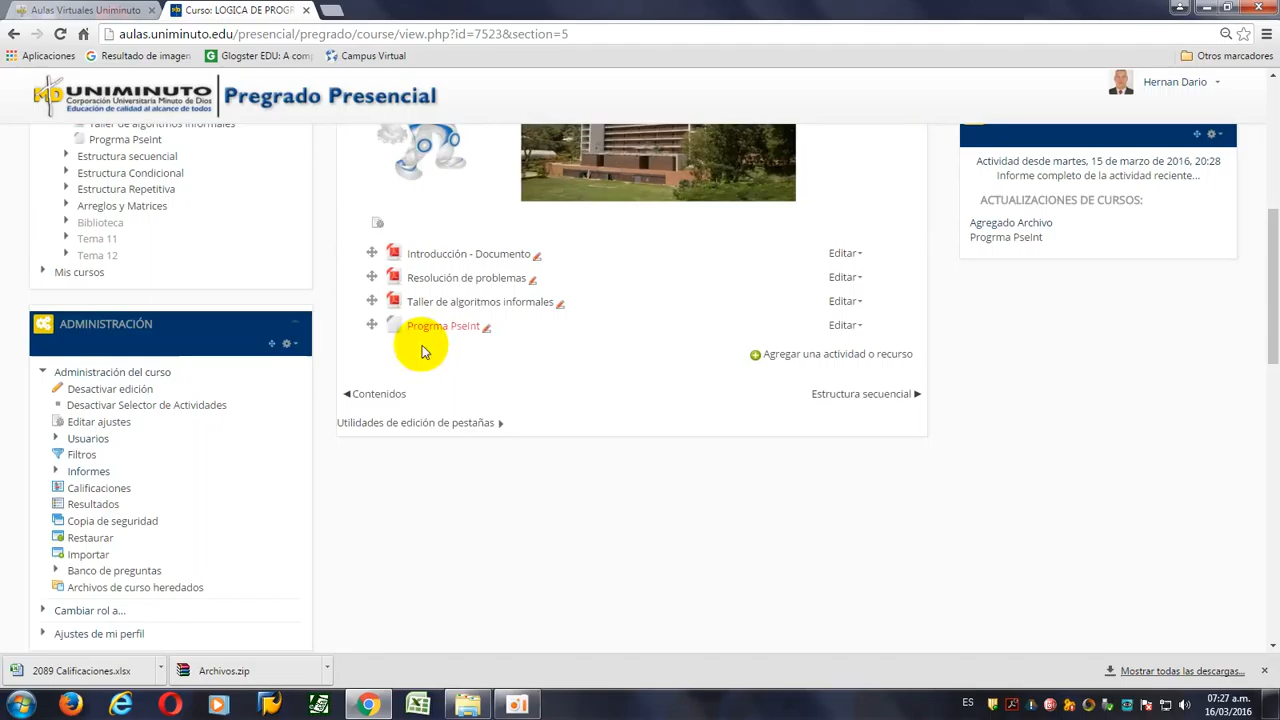 Aulas Virtuales Uniminuto
Curso: LOGICA DE PROGR
aulas.uniminuto.edu/presencial/pregrado/course/view.php?id=7523&section=5
Aplicaciones
Resultado de imagen
Glogster EDU: A com
Campus Virtual
Otros marcadores
UNIMINUTO
Corporación Universitaria Minuto de Dios
Educación de calidad al alcance de todos
Pregrado Presencial
Hernan Dario
Taller de algoritmos informales
Progrma PseInt
Estructura secuencial
Estructura Condicional
Estructura Repetitiva
Arreglos y Matrices
Biblioteca
Tema 11
Tema 12
Mis cursos
ADMINISTRACIÓN
Administración del curso
Desactivar edición
Desactivar Selector de Actividades
Editar ajustes
Usuarios
Filtros
Informes
Calificaciones
Resultados
Copia de seguridad
Restaurar
Importar
Banco de preguntas
Archivos de curso heredados
Cambiar rol a...
Ajustes de mi perfil
Introducción - Documento
Editar
Resolución de problemas
Editar
Taller de algoritmos informales
Editar
Progrma PseInt
Editar
Agregar una actividad o recurso
Contenidos
Estructura secuencial
Utilidades de edición de pestañas
Actividad desde martes, 15 de marzo de 2016, 20:28
Informe completo de la actividad reciente...
ACTUALIZACIONES DE CURSOS:
Agregado Archivo
Progrma PseInt
2089 Calificaciones.xlsx
Archivos.zip
Mostrar todas las descargas...
ES
07:27 a.m.
16/03/2016